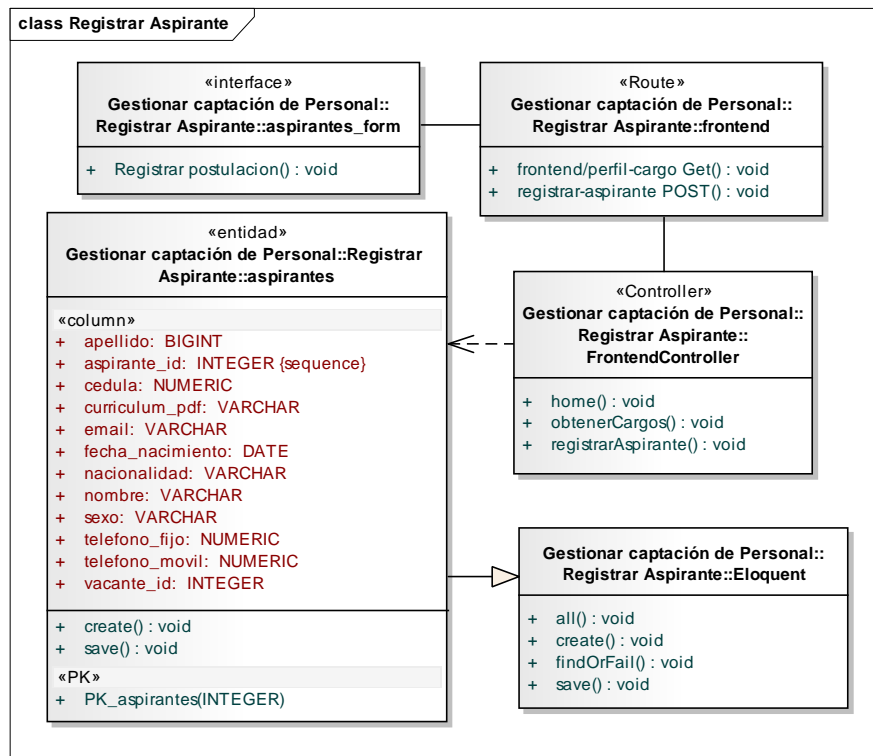 class Registrar Aspirante
«interface»
Gestionar captación de Personal::
Registrar Aspirante::aspirantes_form
+ Registrar postulacion() : void
«Route»
Gestionar captación de Personal::
Registrar Aspirante::frontend
+ frontend/perfil-cargo Get() : void
+ registrar-aspirante POST() : void
«entidad»
Gestionar captación de Personal::Registrar
Aspirante::aspirantes
«column»
+ apellido: BIGINT
+ aspirante_id: INTEGER {sequence}
+ cedula: NUMERIC
+ curriculum_pdf: VARCHAR
+ email: VARCHAR
+ fecha_nacimiento: DATE
+ nacionalidad: VARCHAR
+ nombre: VARCHAR
+ sexo: VARCHAR
+ telefono_fijo: NUMERIC
+ telefono_movil: NUMERIC
+ vacante_id: INTEGER
+ create() : void
+ save() : void
«PK»
+ PK_aspirantes(INTEGER)
«Controller»
Gestionar captación de Personal::
Registrar Aspirante::
FrontendController
+ home() : void
+ obtenerCargos() : void
+ registrarAspirante() : void
Gestionar captación de Personal::
Registrar Aspirante::Eloquent
+ all() : void
+ create() : void
+ findOrFail() : void
+ save() : void